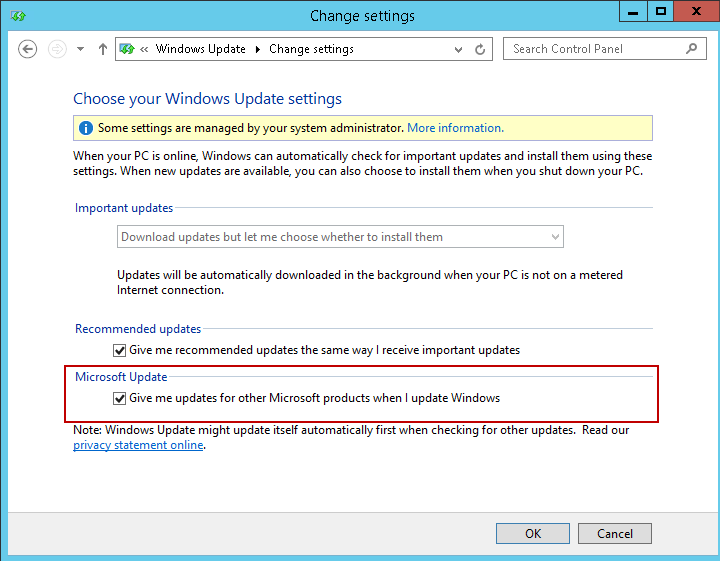 Change settings
« Windows Update Change settings
Search Control Panel
Choose your Windows Update settings
Some settings are managed by your system administrator. More information.
When your PC is online, Windows can automatically check for important updates and install them using these
settings. When new updates are available, you can also choose to install them when you shut down your PC.
Important updates
Download updates but let me choose whether to install them
Updates will be automatically downloaded in the background when your PC is not on a metered
Internet connection.
Recommended updates
Give me recommended updates the same way I receive important updates
Microsoft Update
Give me updates for other Microsoft products when I update Windows
Note: Windows Update might update itself automatically first when checking for other updates. Read our
privacy statement online.
OK
Cancel